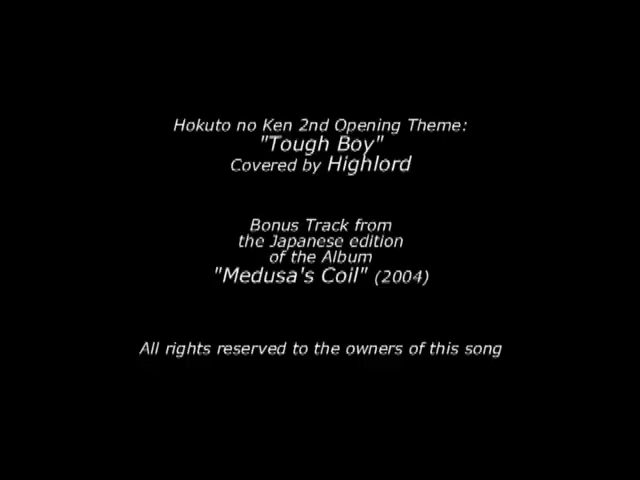 Hokuto no Ken 2nd Opening Theme:
"Tough Boy"
Covered by Highlord
Bonus Track from
the Japanese edition
of the Album
"Medusa's Coil" (2004)
All rights reserved to the owners of this song